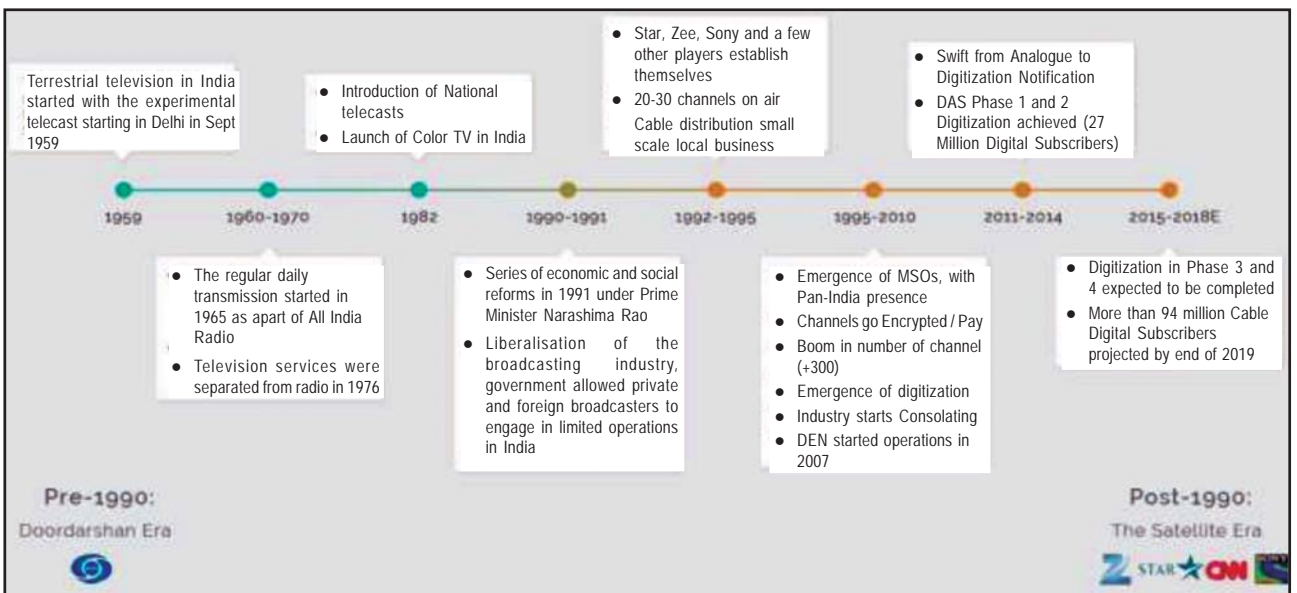 Terrestrial television in India
started with the experimental
telecast starting in Delhi in Sept
1959
● Introduction of National
telecasts
● Launch of Color TV in India
● Star, Zee, Sony and a few
other players establish
themselves
● 20-30 channels on air
Cable distribution small
scale local business
● Swift from Analogue to
Digitization Notification
● DAS Phase 1 and 2
Digitization achieved (27
Million Digital Subscribers)
1959 1960-1970 1982 1990-1991 1992-1995 1995-2010 2011-2014 2015-2018E
● The regular daily
transmission started in
1965 as apart of All India
Radio
● Television services were
separated from radio in 1976
● Series of economic and social
reforms in 1991 under Prime
Minister Narashima Rao
● Liberalisation of the
broadcasting industry,
government allowed private
and foreign broadcasters to
engage in limited operations
in India
● Emergence of MSOs, with
Pan-India presence
● Channels go Encrypted / Pay
● Boom in number of channel
(+300)
● Emergence of digitization
● Industry starts Consolating
● DEN started operations in
2007
● Digitization in Phase 3 and
4 expected to be completed
● More than 94 million Cable
Digital Subscribers
projected by end of 2019
Pre-1990:
Doordarshan Era
Post-1990:
The Satellite Era
Z STAR CNN SONY